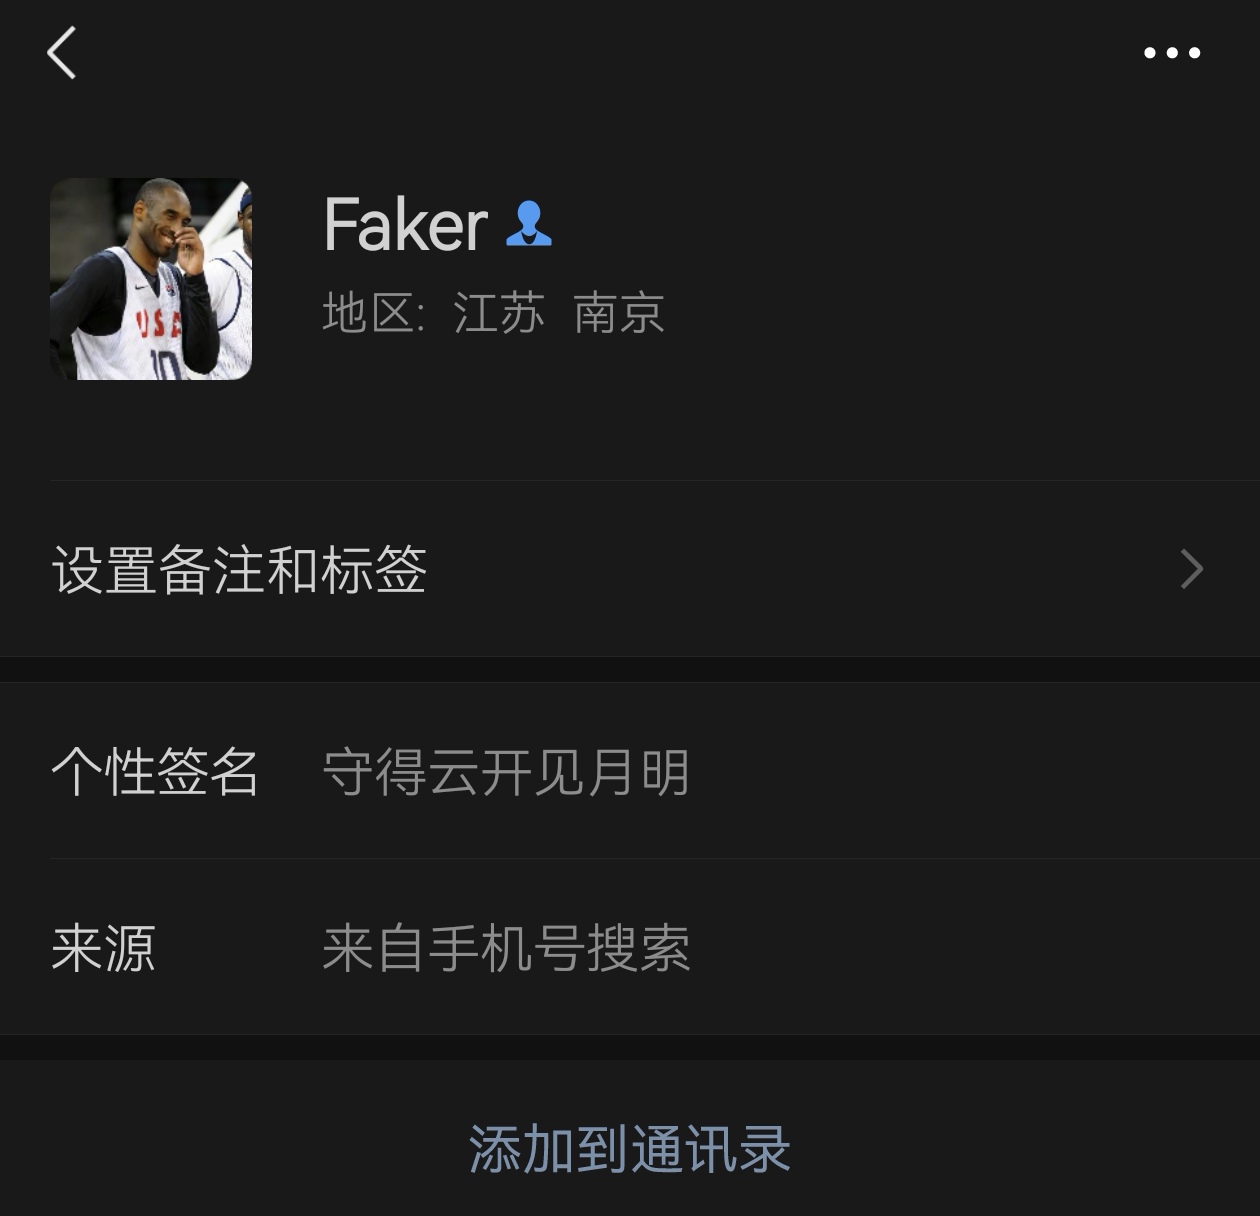 Faker
地区: 江苏 南京
USA
10
设置备注和标签
个性签名 守得云开见月明
来源 来自手机号搜索
添加到通讯录